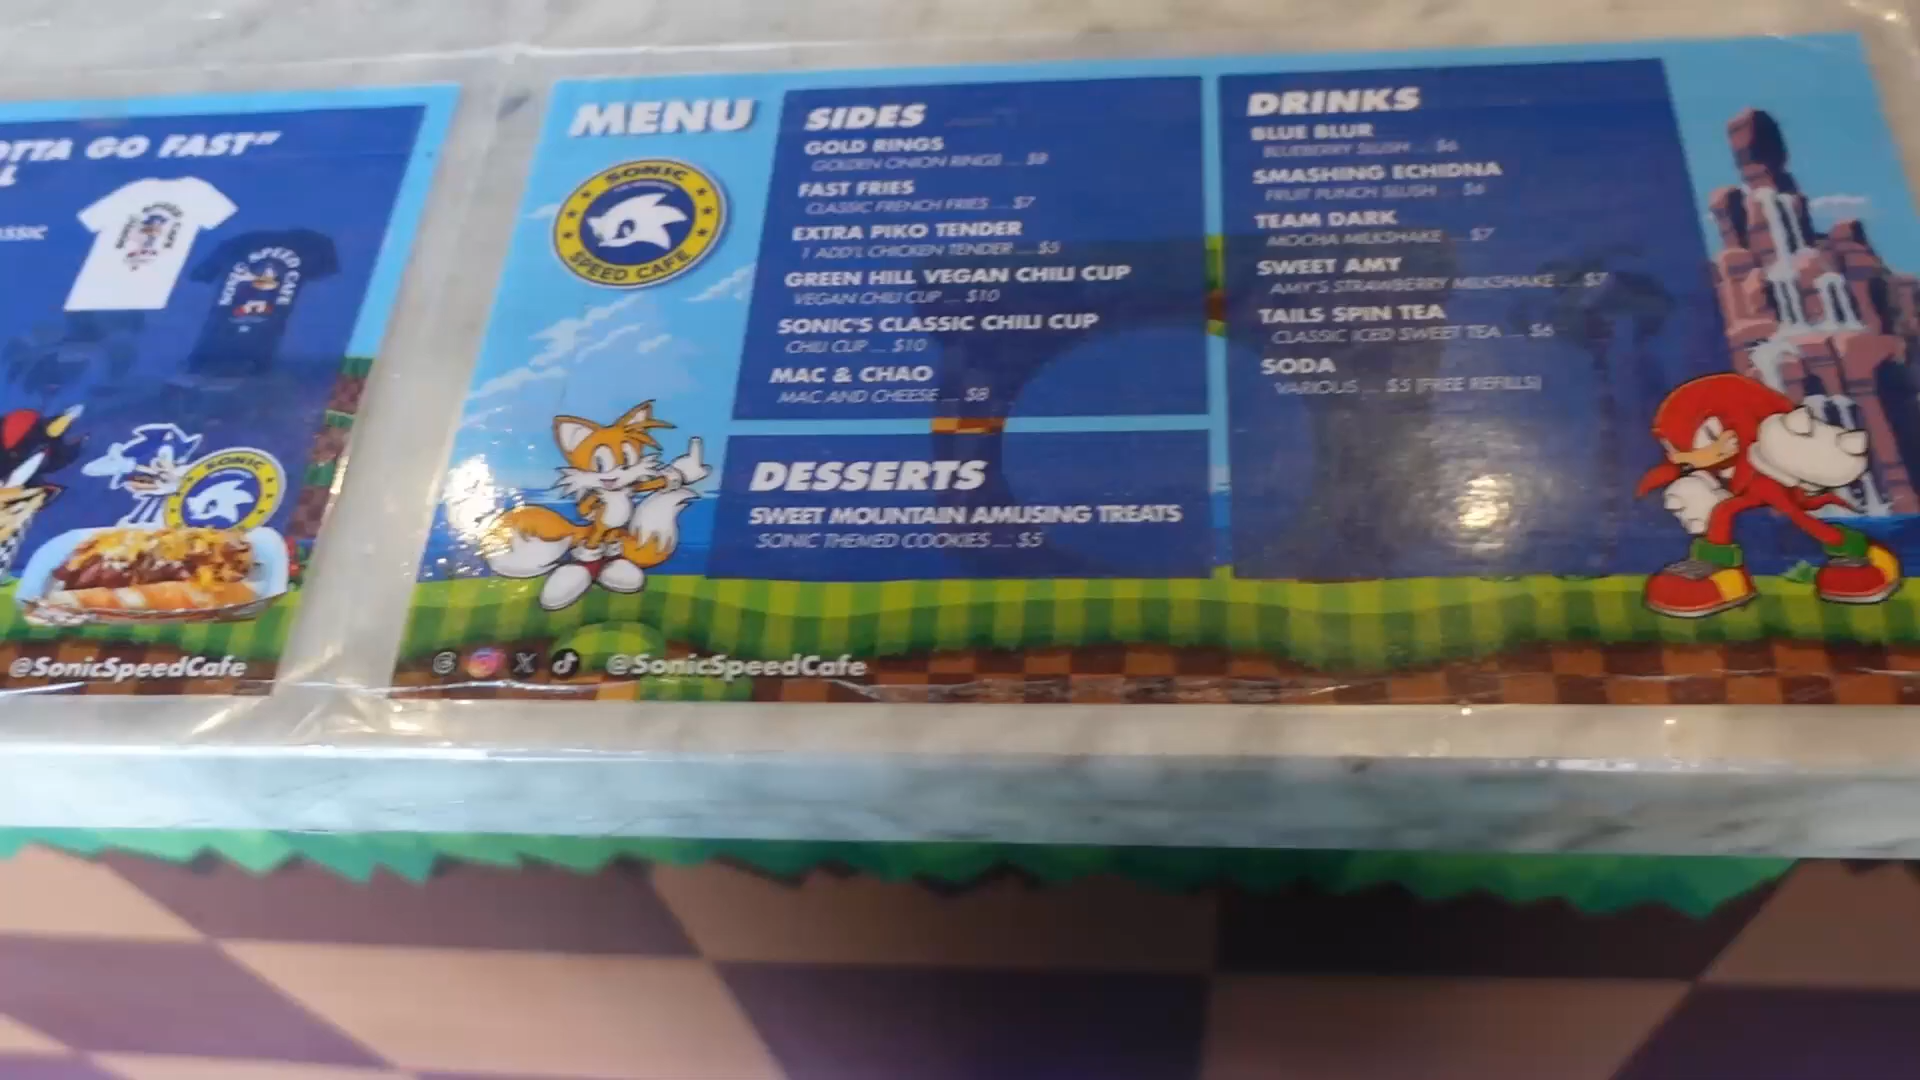 OTTA GO FAST"
L
ASSIC
SONIC
@SonicSpeedCafe
MENU
SONIC
SPEED CAFE
SIDES
GOLD RINGS
GOLDEN ONION RINGS ... $8
FAST FRIES
CLASSIC FRENCH FRIES ... $7
EXTRA PIKO TENDER
1 ADD'L CHICKEN TENDER ... $5
GREEN HILL VEGAN CHILI CUP
VEGAN CHILI CUP ... $10
SONIC'S CLASSIC CHILI CUP
CHILI CUP ... $10
MAC & CHAO
MAC AND CHEESE ... $8
DESSERTS
SWEET MOUNTAIN AMUSING TREATS
SONIC THEMED COOKIES ... $5
DRINKS
BLUE BLUR
BLUEBERRY SLUSH ... $6
SMASHING ECHIDNA
FRUIT PUNCH SLUSH ... $6
TEAM DARK
MOCHA MILKSHAKE ... $7
SWEET AMY
AMY'S STRAWBERRY MILKSHAKE ... $7
TAILS SPIN TEA
CLASSIC ICED SWEET TEA ... $6
SODA
VARIOUS ... $5 (FREE REFILLS)
@SonicSpeedCafe